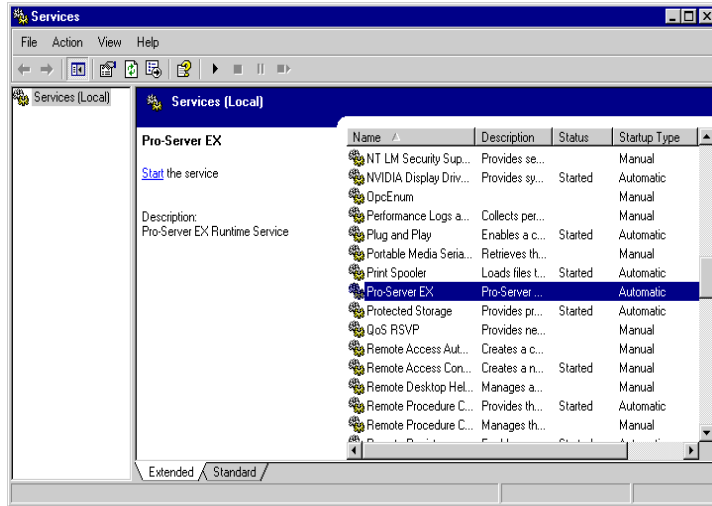 Services
File Action View Help
Services (Local)
Services (Local)
Pro-Server EX
Start the service
Description:
Pro-Server EX Runtime Service
Name Description Status Startup Type
NT LM Security Sup... Provides se... Manual
NVIDIA Display Driv... Provides sy... Started Automatic
OpcEnum Manual
Performance Logs a... Collects per... Manual
Plug and Play Enables a c... Started Automatic
Portable Media Seria... Retrieves th... Manual
Print Spooler Loads files t... Started Automatic
Pro-Server EX Pro-Server ... Automatic
Protected Storage Provides pr... Started Automatic
QoS RSVP Provides ne... Manual
Remote Access Aut... Creates a c... Manual
Remote Access Con... Creates a n... Started Manual
Remote Desktop Hel... Manages a... Manual
Remote Procedure C... Provides th... Started Automatic
Remote Procedure C... Manages th... Manual
Extended Standard